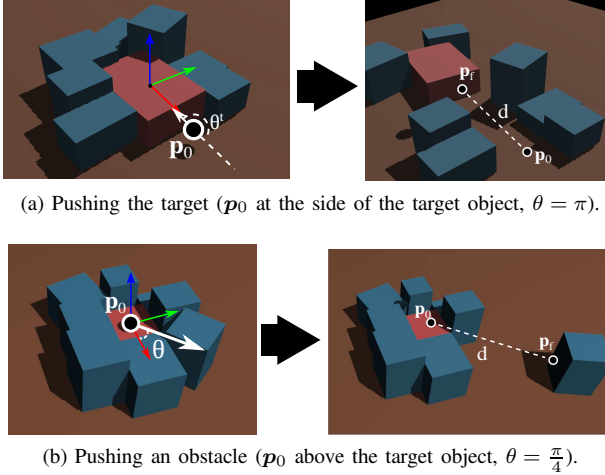 θᵗ
p₀
p_f
d
p₀
(a) Pushing the target (p₀ at the side of the target object, θ = π).
p₀
θ
p₀
p_f
d
(b) Pushing an obstacle (p₀ above the target object, θ = π/4).